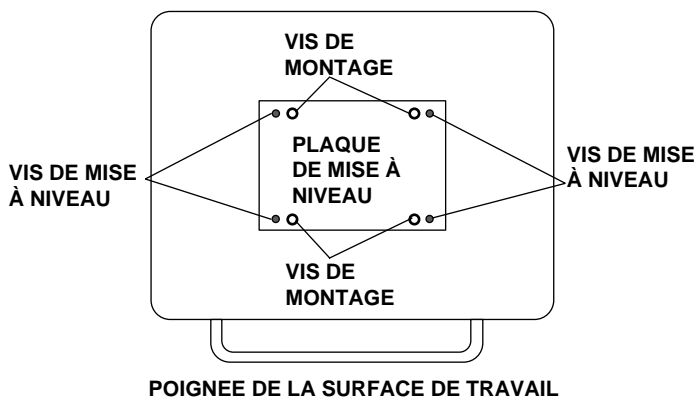 VIS DE
MONTAGE
PLAQUE
DE MISE À
NIVEAU
VIS DE MISE
À NIVEAU
VIS DE MISE
À NIVEAU
VIS DE
MONTAGE
POIGNEE DE LA SURFACE DE TRAVAIL